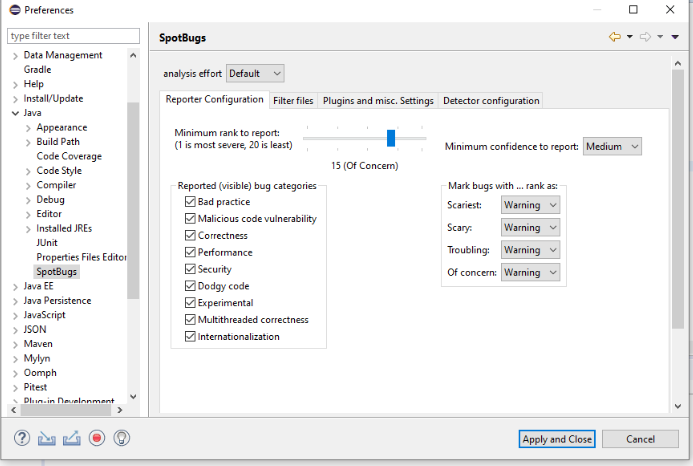 Preferences
type filter text
Data Management
Gradle
Help
Install/Update
Java
Appearance
Build Path
Code Coverage
Code Style
Compiler
Debug
Editor
Installed JREs
JUnit
Properties Files Editor
SpotBugs
Java EE
Java Persistence
JavaScript
JSON
Maven
Mylyn
Oomph
Pitest
Plug-in Development
SpotBugs
analysis effort Default
Reporter Configuration Filter files Plugins and misc. Settings Detector configuration
Minimum rank to report:
(1 is most severe, 20 is least)
15 (Of Concern)
Minimum confidence to report: Medium
Reported (visible) bug categories
Bad practice
Malicious code vulnerability
Correctness
Performance
Security
Dodgy code
Experimental
Multithreaded correctness
Internationalization
Mark bugs with ... rank as:
Scariest: Warning
Scary: Warning
Troubling: Warning
Of concern: Warning
Apply and Close Cancel